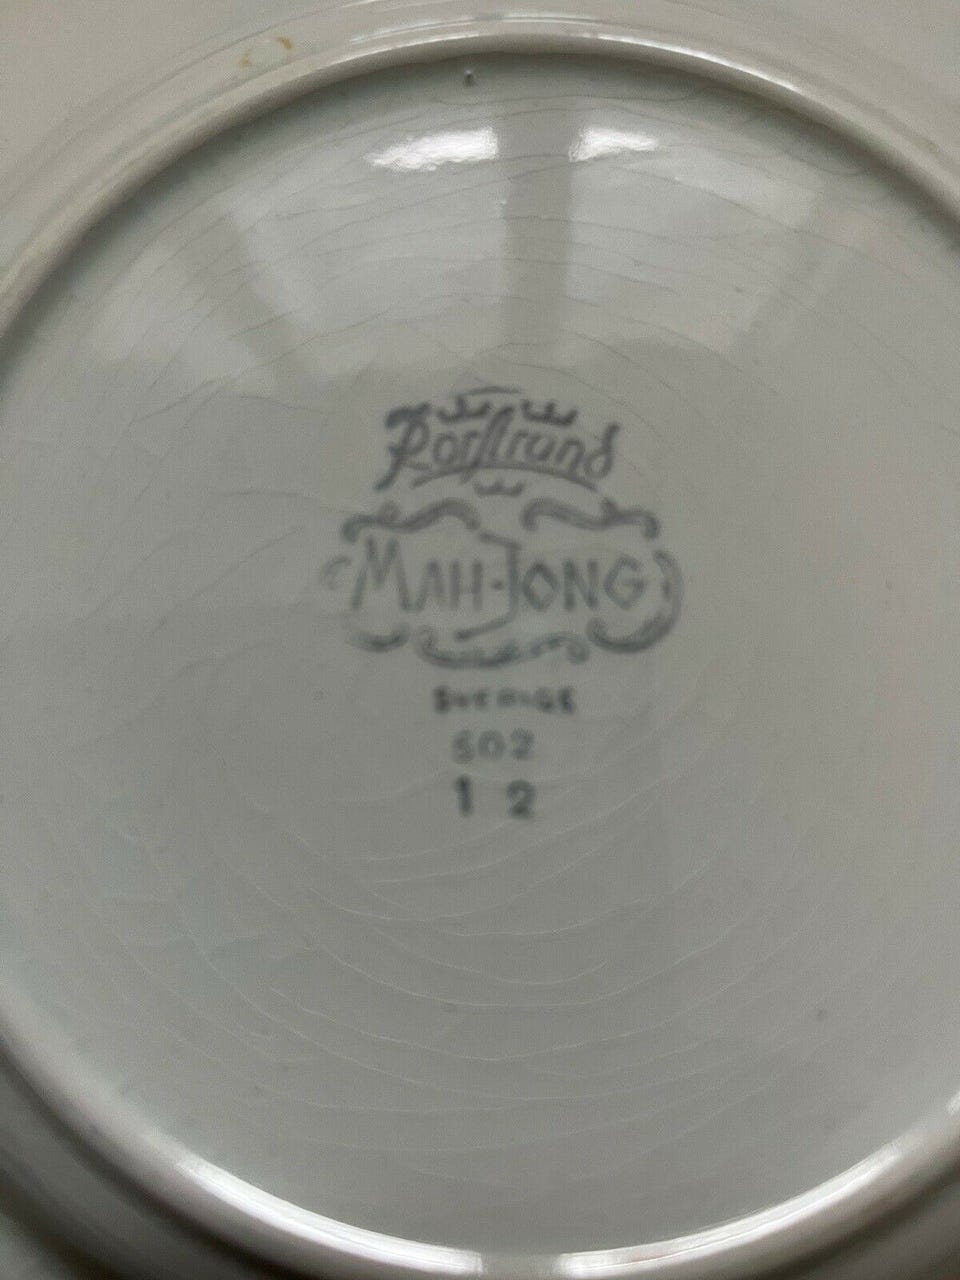 Rörstrand
MAH-JONG
SVERIGE
502
1 2